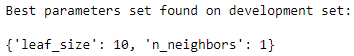 Best parameters set found on development set:
{'leaf_size': 10, 'n_neighbors': 1}